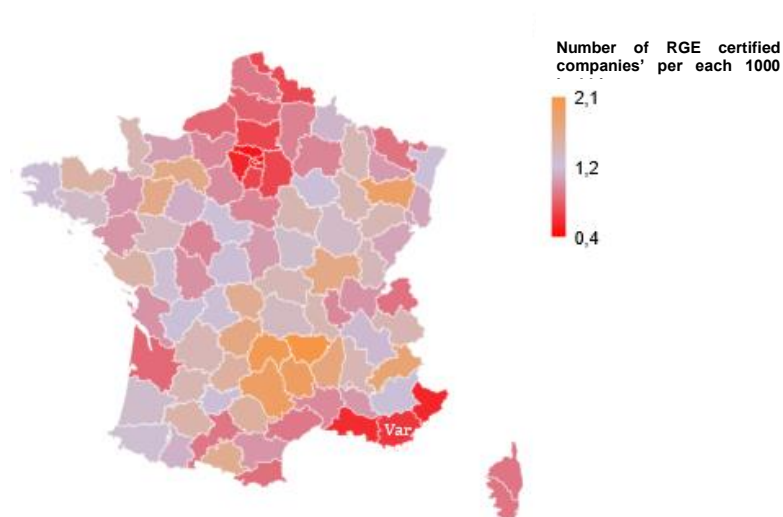 Number of RGE certified
companies’ per each 1000
2,1
1,2
0,4
Var